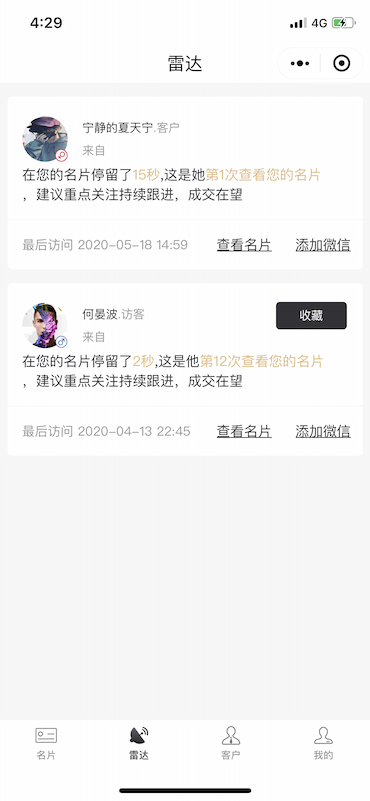 4:29
4G
雷达
宁静的夏天宁.客户
来自
在您的名片停留了15秒,这是她第1次查看您的名片
，建议重点关注持续跟进，成交在望
最后访问 2020-05-18 14:59 查看名片 添加微信
何晏波.访客
收藏
来自
在您的名片停留了2秒,这是他第12次查看您的名片
，建议重点关注持续跟进，成交在望
最后访问 2020-04-13 22:45 查看名片 添加微信
名片 雷达 客户 我的